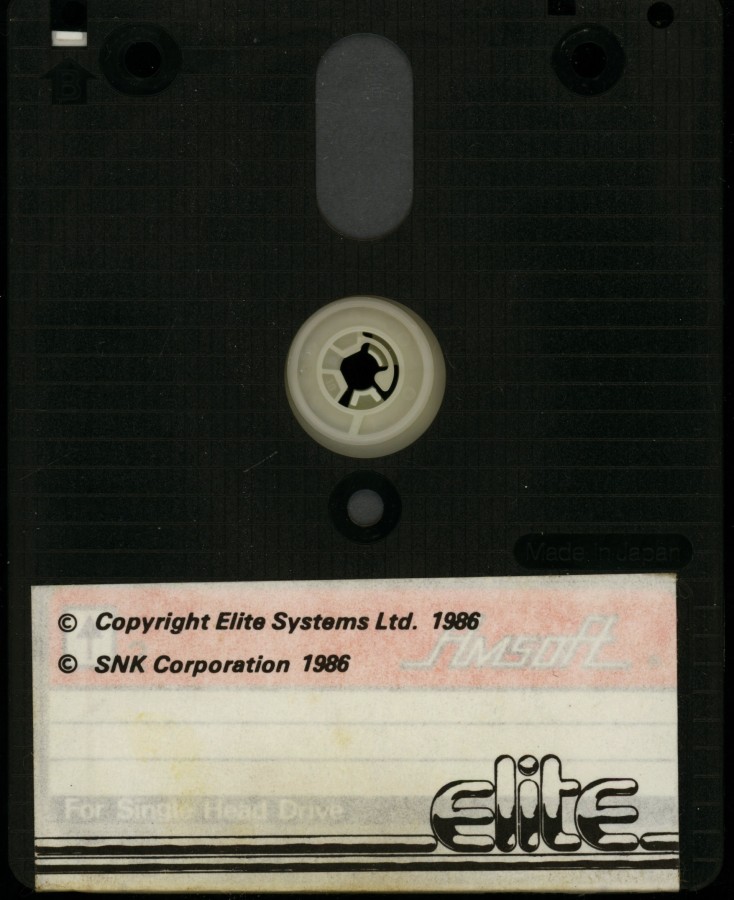 B
Made in Japan
© Copyright Elite Systems Ltd. 1986
AMSOFT
© SNK Corporation 1986
For Single Head Drive
elite